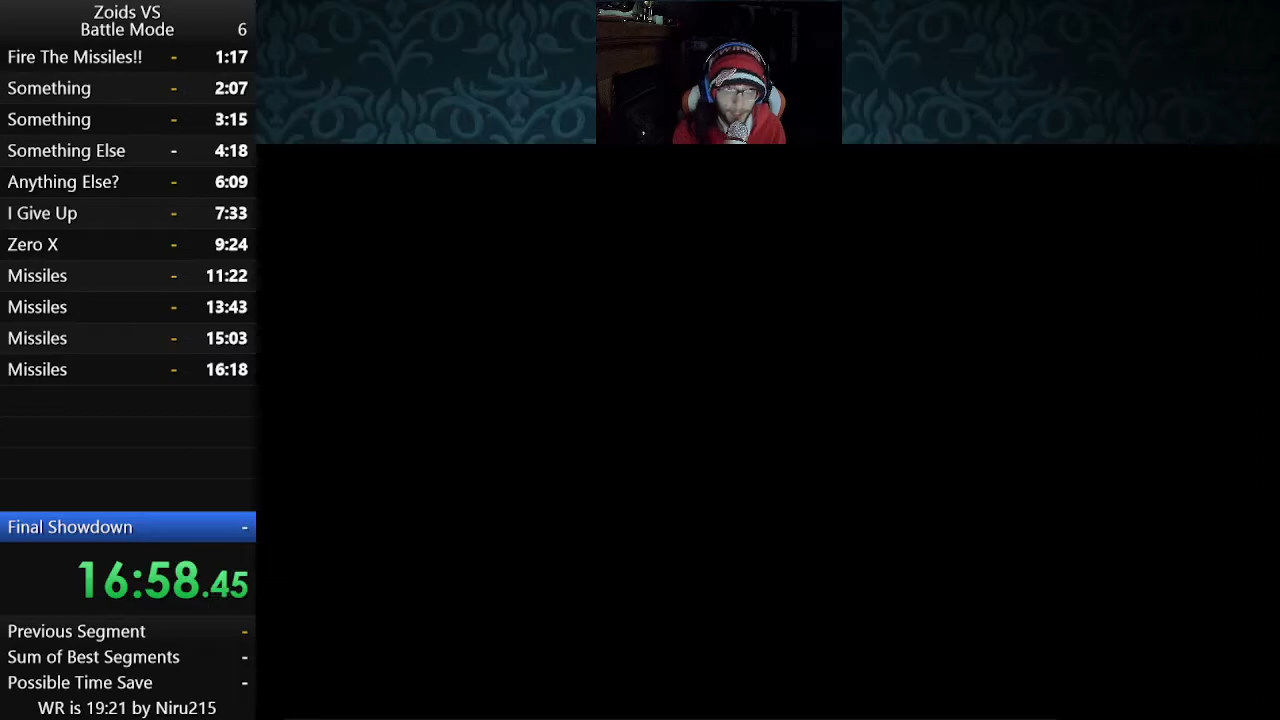 Zoids VS
Battle Mode 6
Fire The Missiles!! - 1:17
Something - 2:07
Something - 3:15
Something Else - 4:18
Anything Else? - 6:09
I Give Up - 7:33
Zero X - 9:24
Missiles - 11:22
Missiles - 13:43
Missiles - 15:03
Missiles - 16:18
Final Showdown -
16:58.45
Previous Segment -
Sum of Best Segments -
Possible Time Save -
WR is 19:21 by Niru215